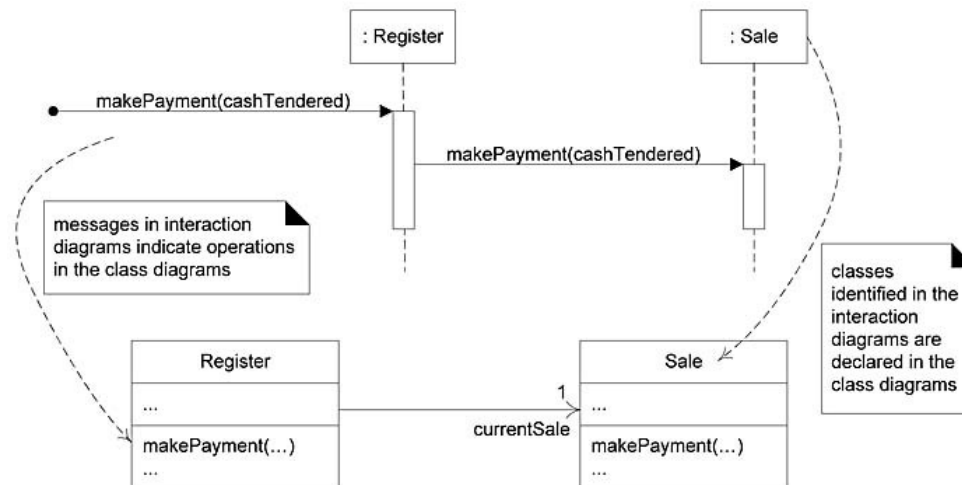 : Register
: Sale
makePayment(cashTendered)
makePayment(cashTendered)
messages in interaction
diagrams indicate operations
in the class diagrams
classes
identified in the
interaction
diagrams are
declared in the
class diagrams
Register
...
makePayment(...)
...
1
currentSale
Sale
...
makePayment(...)
...